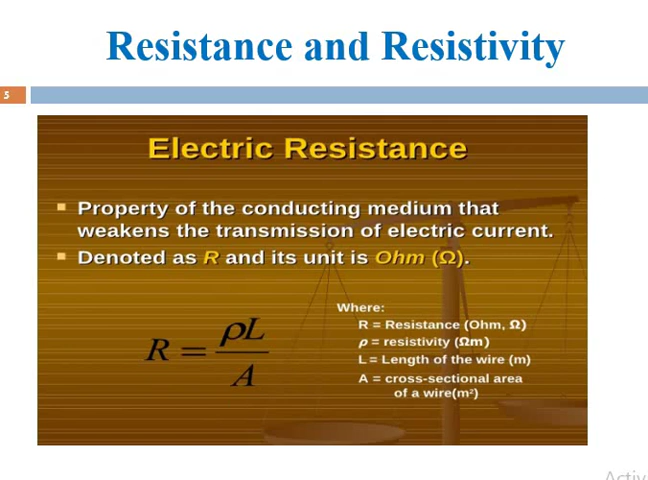 Resistance and Resistivity
5
Electric Resistance
▪ Property of the conducting medium that
weakens the transmission of electric current.
▪ Denoted as R and its unit is Ohm (Ω).
Where:
R = Resistance (Ohm, Ω)
ρ = resistivity (Ωm)
L = Length of the wire (m)
A = cross-sectional area
of a wire(m²)
R = ρL / A
Activ